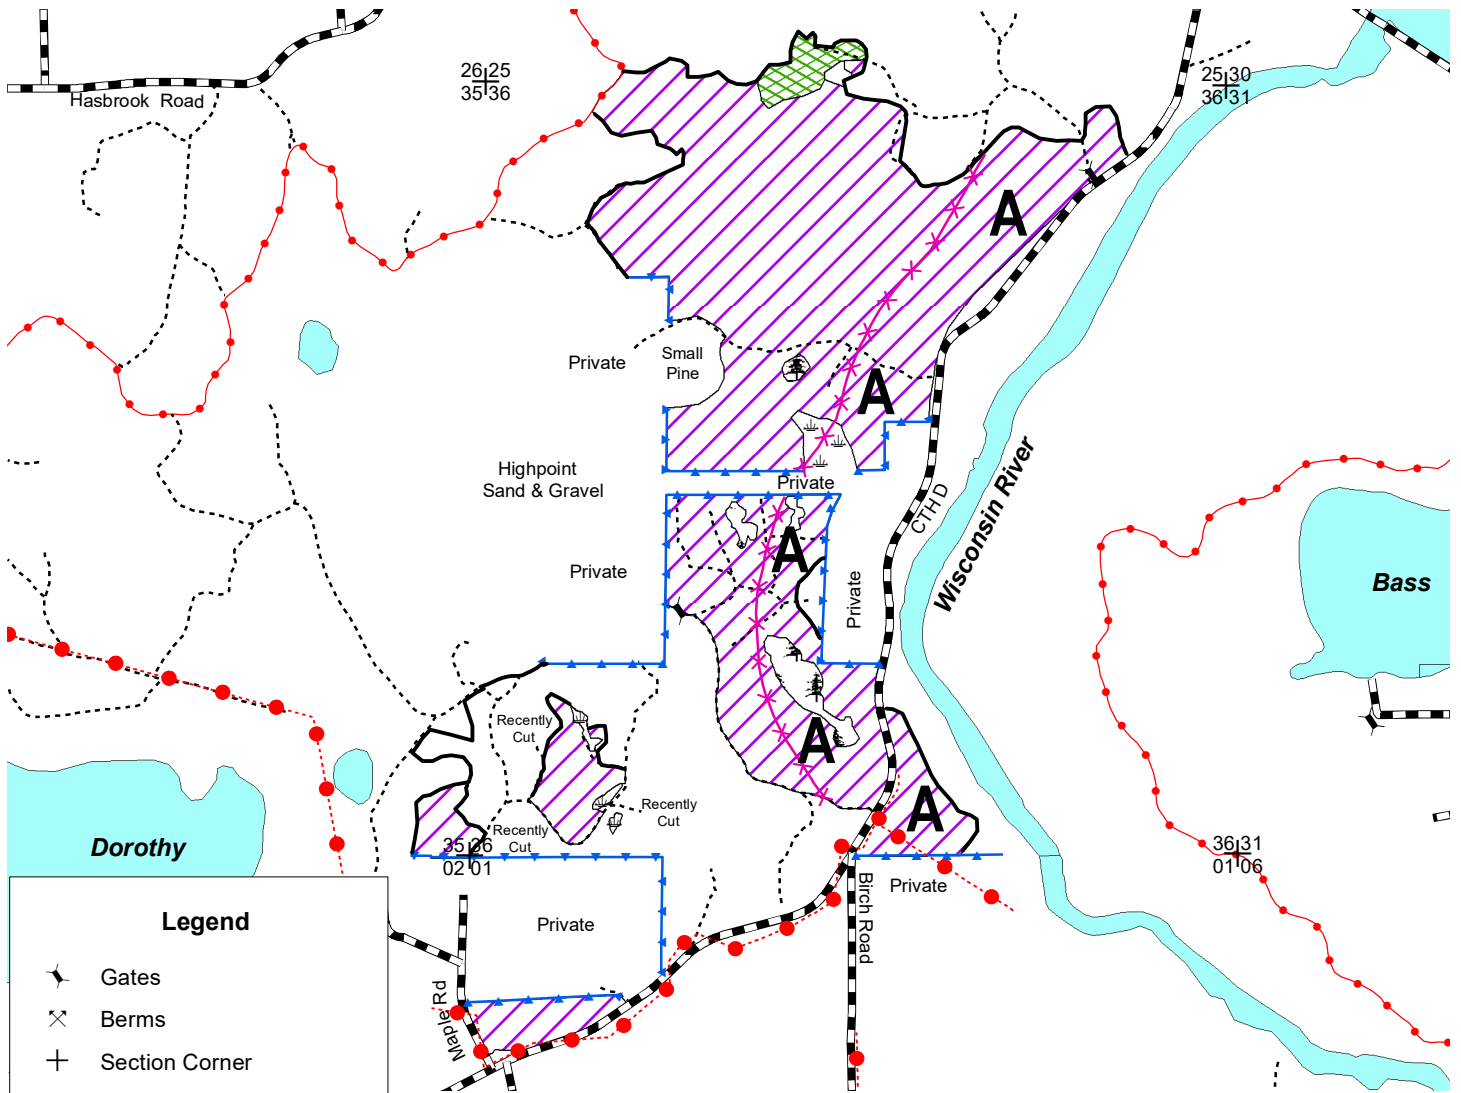 26 25
35 36
25 30
36 31
Hasbrook Road
A
Private
Small
Pine
A
Highpoint
Sand & Gravel
Private
CTH D
Wisconsin River
A
Private
Private
Bass
Recently
Cut
A
Recently
Cut
A
Recently
Cut
35 36
02 01
36 31
01 06
Dorothy
Private
Birch Road
Private
Maple Rd
Legend
Gates
Berms
Section Corner